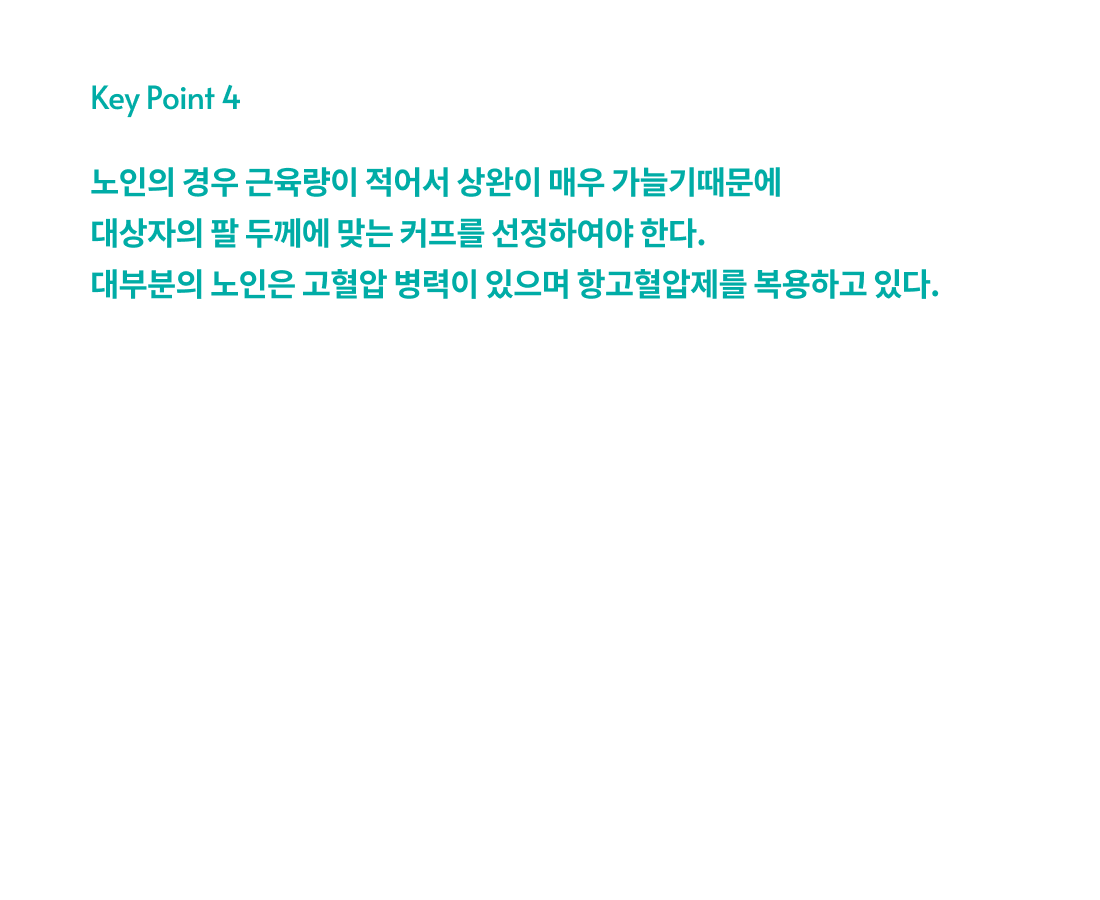 Key Point 4
노인의 경우 근육량이 적어서 상완이 매우 가늘기때문에
대상자의 팔 두께에 맞는 커프를 선정하여야 한다.
대부분의 노인은 고혈압 병력이 있으며 항고혈압제를 복용하고 있다.